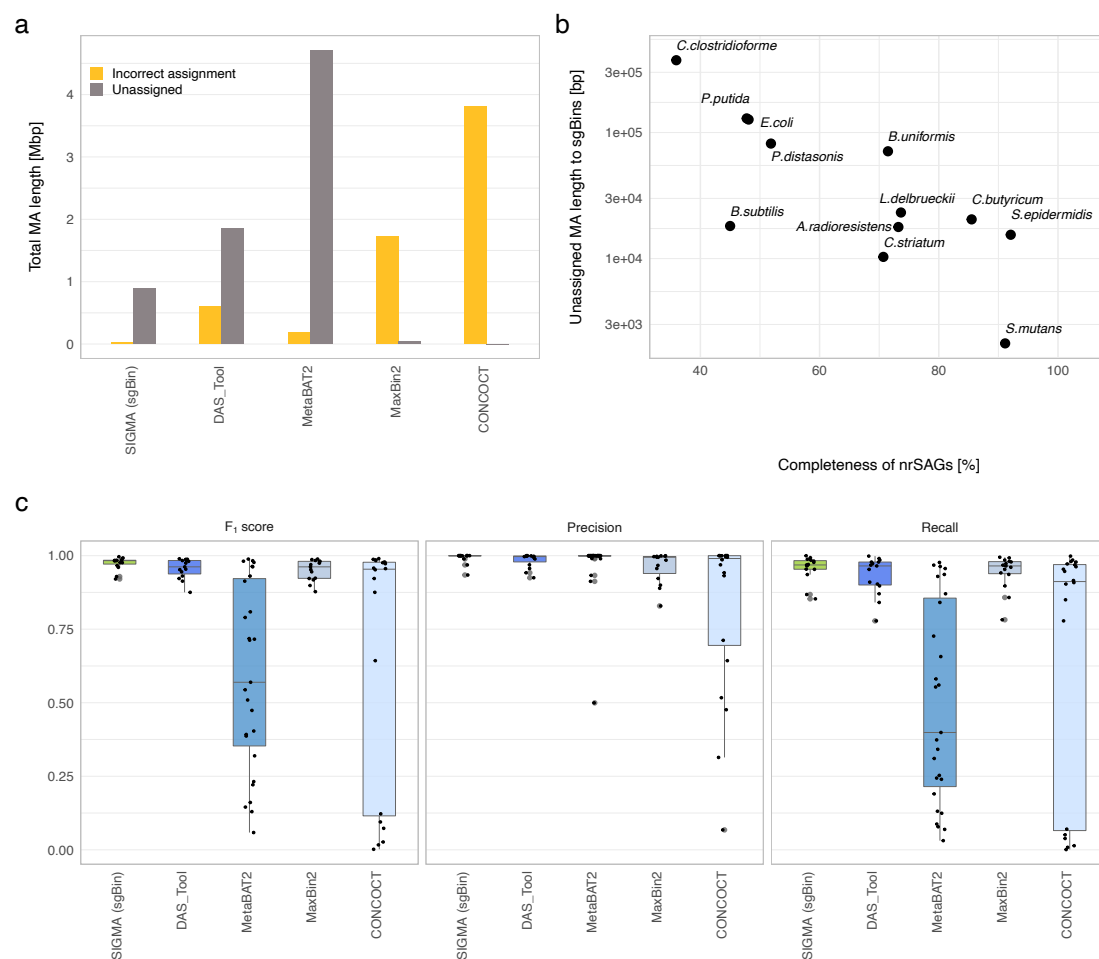 a
Total MA length [Mbp]
4
3
2
1
0
Incorrect assignment
Unassigned
SIGMA (sgBin)
DAS_Tool
MetaBAT2
MaxBin2
CONCOCT
b
Unassigned MA length to sgBins [bp]
3e+05
1e+05
3e+04
1e+04
3e+03
C.clostridioforme
P.putida
E.coli
P.distasonis
B.uniformis
B.subtilis
L.delbrueckii
C.butyricum
A.radioresistens
S.epidermidis
C.striatum
S.mutans
40
60
80
100
Completeness of nrSAGs [%]
c
F1 score
Precision
Recall
1.00
0.75
0.50
0.25
0.00
SIGMA (sgBin)
DAS_Tool
MetaBAT2
MaxBin2
CONCOCT
SIGMA (sgBin)
DAS_Tool
MetaBAT2
MaxBin2
CONCOCT
SIGMA (sgBin)
DAS_Tool
MetaBAT2
MaxBin2
CONCOCT